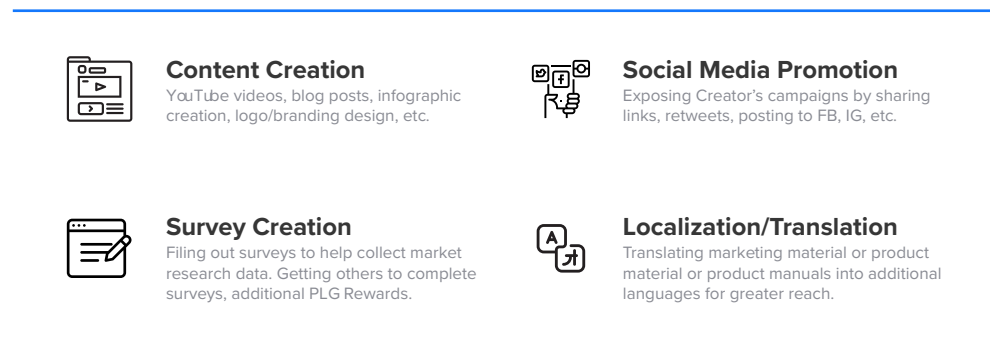 Content Creation
YouTube videos, blog posts, infographic
creation, logo/branding design, etc.
Social Media Promotion
Exposing Creator's campaigns by sharing
links, retweets, posting to FB, IG, etc.
Survey Creation
Filing out surveys to help collect market
research data. Getting others to complete
surveys, additional PLG Rewards.
Localization/Translation
Translating marketing material or product
material or product manuals into additional
languages for greater reach.